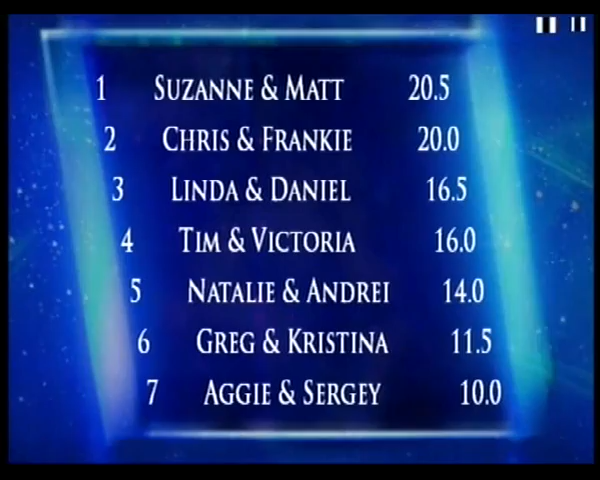 1 SUZANNE & MATT 20.5
2 CHRIS & FRANKIE 20.0
3 LINDA & DANIEL 16.5
4 TIM & VICTORIA 16.0
5 NATALIE & ANDREI 14.0
6 GREG & KRISTINA 11.5
7 AGGIE & SERGEY 10.0